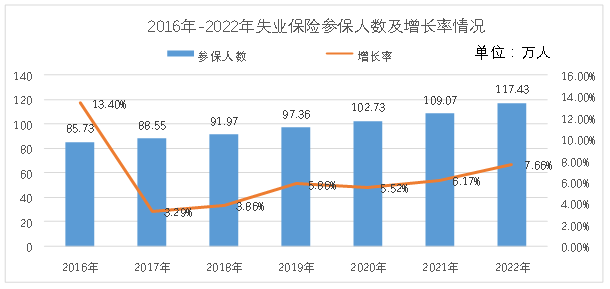 2016年-2022年失业保险参保人数及增长率情况
单位：万人
参保人数 增长率
140 16.00%
120 14.00%
100 12.00%
80 10.00%
60 8.00%
40 6.00%
20 4.00%
0 2.00%
0.00%
85.73 88.55 91.97 97.36 102.73 109.07 117.43
13.40% 3.29% 3.86% 5.86% 5.52% 6.17% 7.66%
2016年 2017年 2018年 2019年 2020年 2021年 2022年